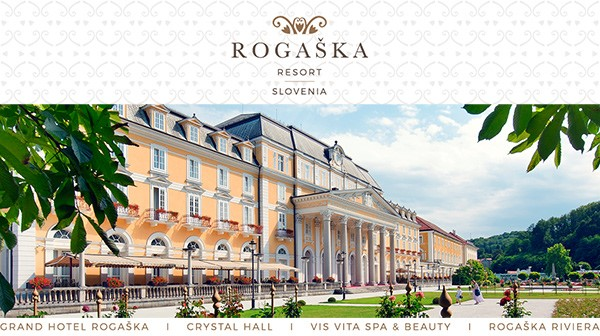 ROGAŠKA
RESORT
SLOVENIA
GRAND HOTEL ROGAŠKA I CRYSTAL HALL I VIS VITA SPA & BEAUTY I ROGAŠKA RIVIERA